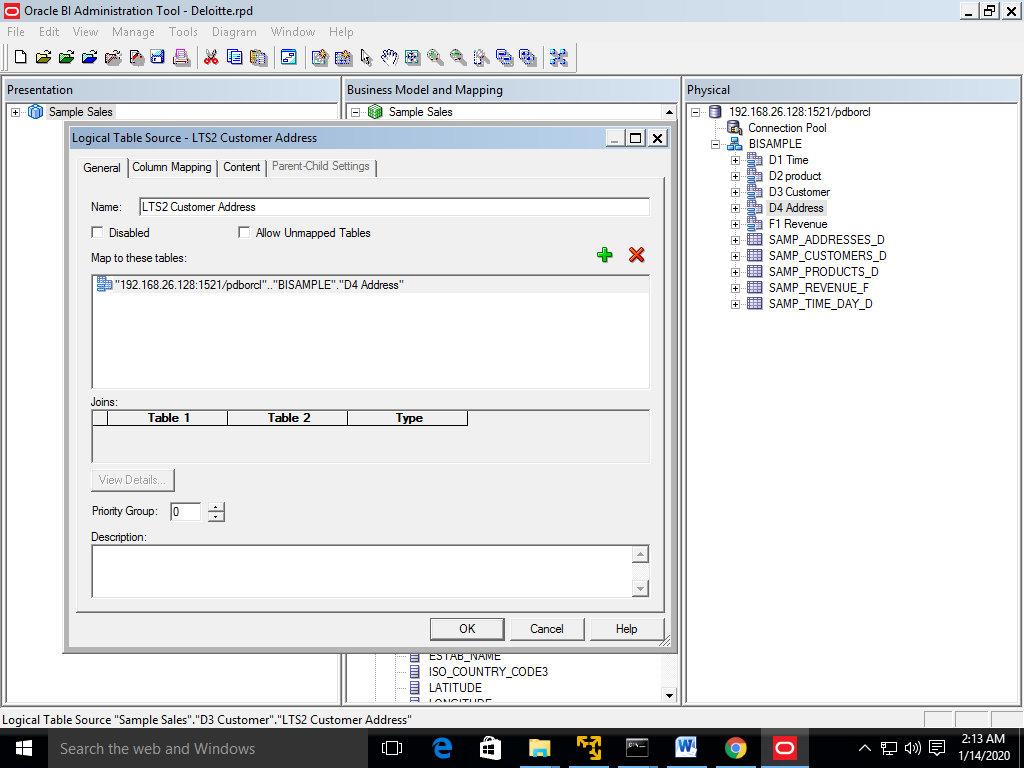 Oracle BI Administration Tool - Deloitte.rpd
File Edit View Manage Tools Diagram Window Help
Presentation
Sample Sales
Business Model and Mapping
Sample Sales
Physical
192.168.26.128:1521/pdborcl
Connection Pool
BISAMPLE
D1 Time
D2 product
D3 Customer
D4 Address
F1 Revenue
SAMP_ADDRESSES_D
SAMP_CUSTOMERS_D
SAMP_PRODUCTS_D
SAMP_REVENUE_F
SAMP_TIME_DAY_D
Logical Table Source - LTS2 Customer Address
General Column Mapping Content Parent-Child Settings
Name: LTS2 Customer Address
Disabled Allow Unmapped Tables
Map to these tables:
"192.168.26.128:1521/pdborcl".."BISAMPLE"."D4 Address"
Joins:
Table 1 Table 2 Type
View Details...
Priority Group: 0
Description:
OK Cancel Help
ESTAB_NAME
ISO_COUNTRY_CODE3
LATITUDE
LONGITUDE
Logical Table Source "Sample Sales"."D3 Customer"."LTS2 Customer Address"
Search the web and Windows
2:13 AM
1/14/2020